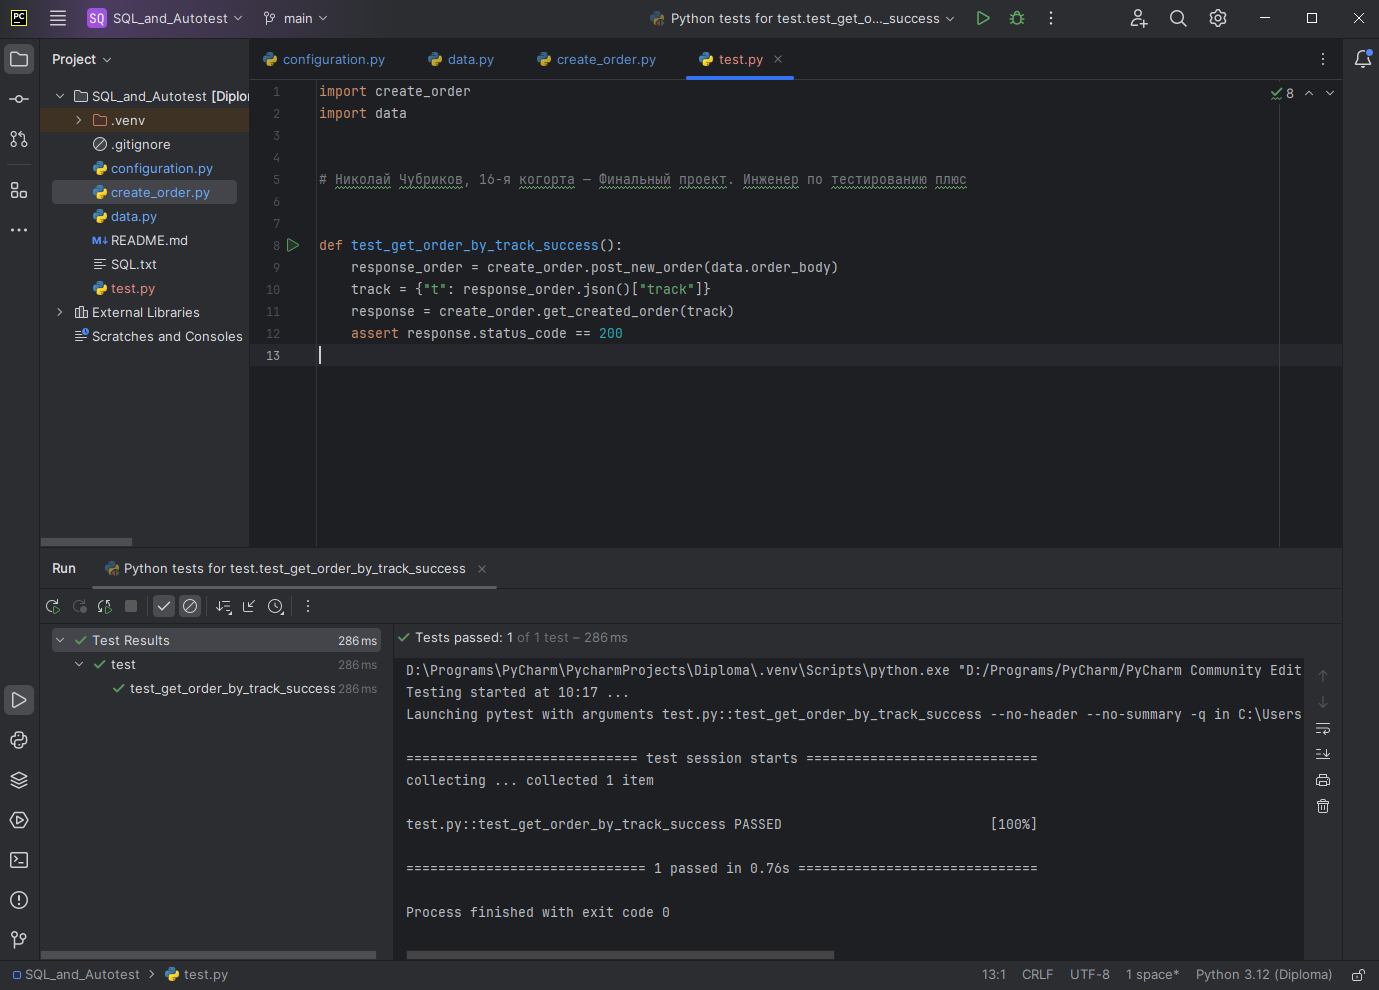 PC
SQ SQL_and_Autotest
main
Python tests for test.test_get_o..._success
Project
configuration.py
data.py
create_order.py
test.py
SQL_and_Autotest [Diplo
.venv
.gitignore
configuration.py
create_order.py
data.py
M↓ README.md
SQL.txt
test.py
External Libraries
Scratches and Consoles
8
1 import create_order
2 import data
3
4
5 # Николай Чубриков, 16-я когорта — Финальный проект. Инженер по тестированию плюс
6
7
8 def test_get_order_by_track_success():
9 response_order = create_order.post_new_order(data.order_body)
10 track = {"t": response_order.json()["track"]}
11 response = create_order.get_created_order(track)
12 assert response.status_code == 200
13
Run
Python tests for test.test_get_order_by_track_success
Test Results 286 ms
test 286 ms
test_get_order_by_track_success 286 ms
Tests passed: 1 of 1 test – 286 ms
D:\Programs\PyCharm\PycharmProjects\Diploma\.venv\Scripts\python.exe "D:/Programs/PyCharm/PyCharm Community Edit
Testing started at 10:17 ...
Launching pytest with arguments test.py::test_get_order_by_track_success --no-header --no-summary -q in C:\Users
============================= test session starts =============================
collecting ... collected 1 item
test.py::test_get_order_by_track_success PASSED [100%]
============================== 1 passed in 0.76s ==============================
Process finished with exit code 0
SQL_and_Autotest
test.py
13:1
CRLF
UTF-8
1 space*
Python 3.12 (Diploma)